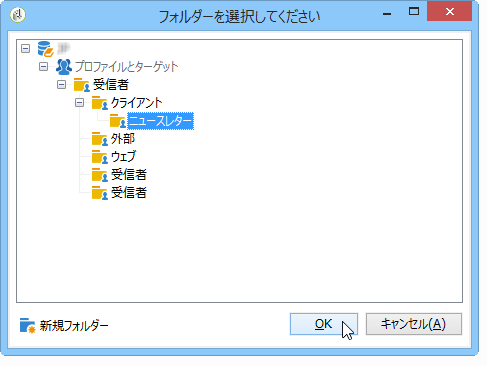 フォルダーを選択してください
プロファイルとターゲット
受信者
クライアント
ニュースレター
外部
ウェブ
受信者
受信者
新規フォルダー
OK
キャンセル(A)